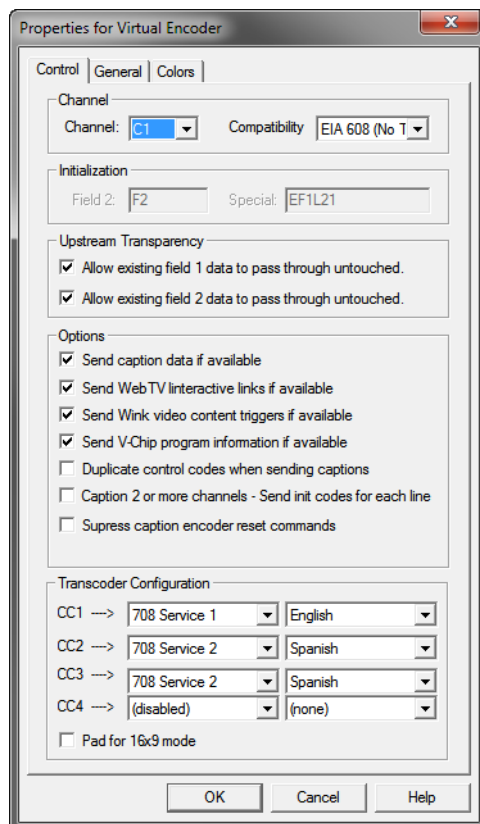 Properties for Virtual Encoder
Control General Colors
Channel
Channel: C1 Compatibility EIA 608 (No T
Initialization
Field 2: F2 Special: EF1L21
Upstream Transparency
Allow existing field 1 data to pass through untouched.
Allow existing field 2 data to pass through untouched.
Options
Send caption data if available
Send WebTV linteractive links if available
Send Wink video content triggers if available
Send V-Chip program information if available
Duplicate control codes when sending captions
Caption 2 or more channels - Send init codes for each line
Supress caption encoder reset commands
Transcoder Configuration
CC1 ----> 708 Service 1 English
CC2 ----> 708 Service 2 Spanish
CC3 ----> 708 Service 2 Spanish
CC4 ----> (disabled) (none)
Pad for 16x9 mode
OK Cancel Help